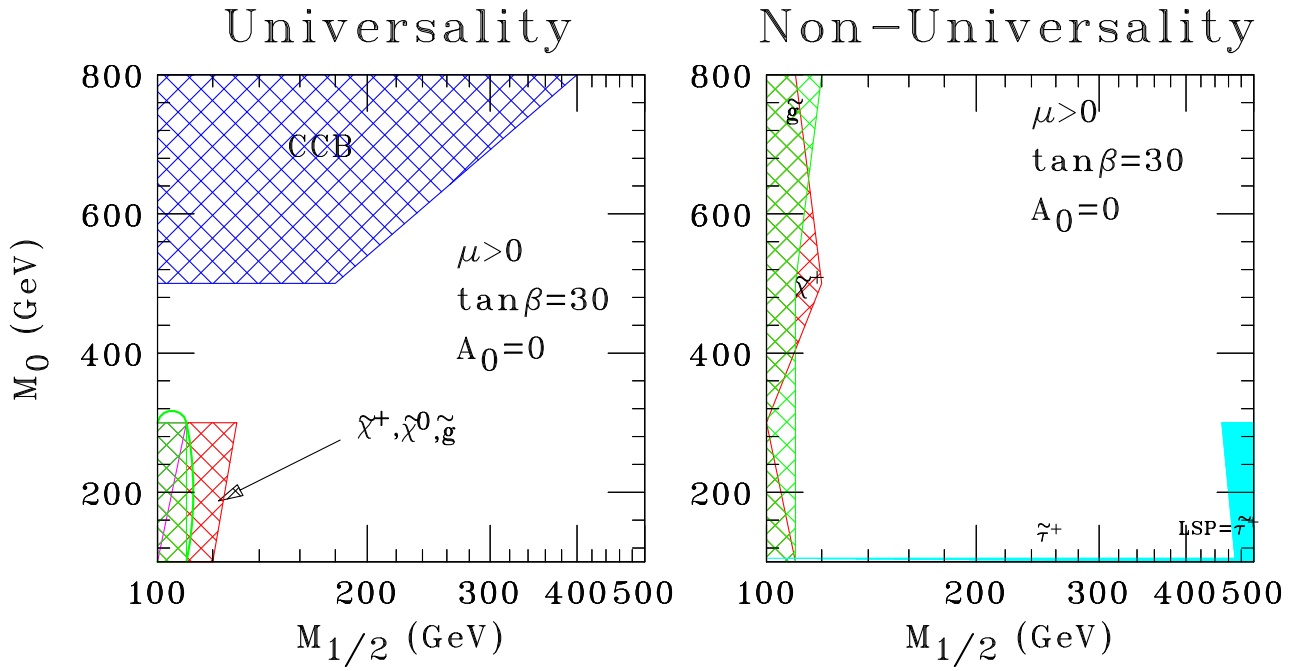 Universality
800
600
400
200
M0 (GeV)
CCB
μ>0
tanβ=30
A0=0
χ̃+,χ̃0,g̃
100
200
300
400
500
M1/2 (GeV)
Non-Universality
800
600
400
200
g̃
μ>0
tanβ=30
A0=0
χ̃+
τ̃+
LSP=τ̃+
100
200
300
400
500
M1/2 (GeV)